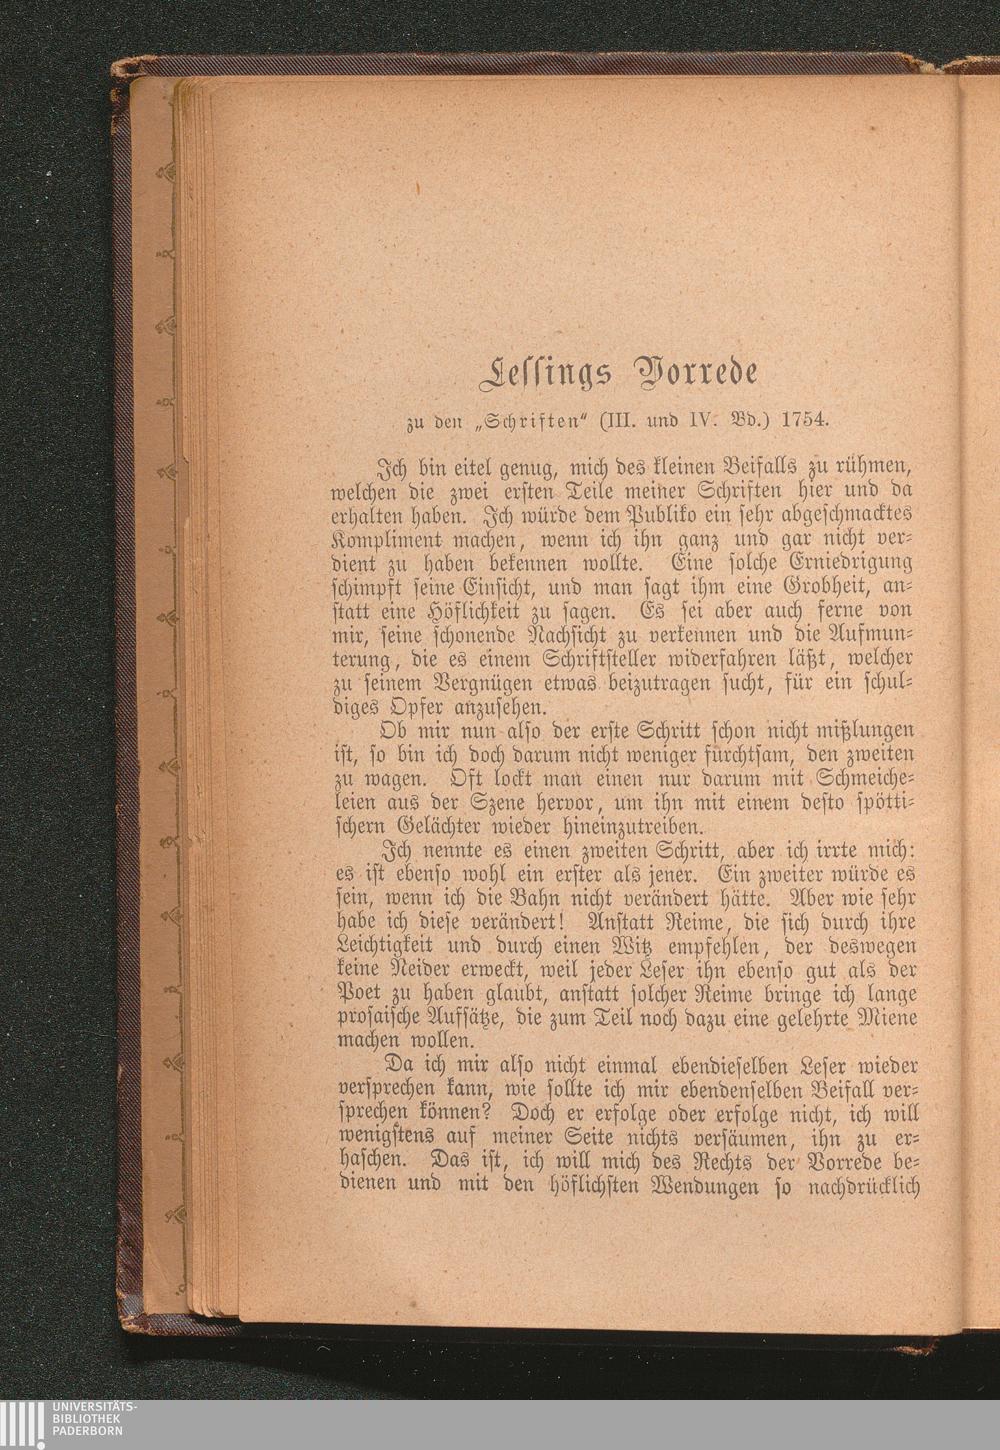 Lessings Vorrede
zu den „Schriften“ (III. und IV. Bd.) 1754.
Ich bin eitel genug, mich des kleinen Beifalls zu rühmen,
welchen die zwei ersten Teile meiner Schriften hier und da
erhalten haben. Ich würde dem Publiko ein sehr abgeschmacktes
Kompliment machen, wenn ich ihn ganz und gar nicht ver-
dient zu haben bekennen wollte. Eine solche Erniedrigung
schimpft seine Einsicht, und man sagt ihm eine Grobheit, an-
statt eine Höflichkeit zu sagen. Es sei aber auch ferne von
mir, seine schonende Nachsicht zu verkennen und die Aufmun-
terung, die es einem Schriftsteller widerfahren läßt, welcher
zu seinem Vergnügen etwas beizutragen sucht, für ein schul-
diges Opfer anzusehen.
Ob mir nun also der erste Schritt schon nicht mißlungen
ist, so bin ich doch darum nicht weniger furchtsam, den zweiten
zu wagen. Oft lockt man einen nur darum mit Schmeiche-
leien aus der Szene hervor, um ihn mit einem desto spötti-
schern Gelächter wieder hineinzutreiben.
Ich nennte es einen zweiten Schritt, aber ich irrte mich:
es ist ebenso wohl ein erster als jener. Ein zweiter würde es
sein, wenn ich die Bahn nicht verändert hätte. Aber wie sehr
habe ich diese verändert! Anstatt Reime, die sich durch ihre
Leichtigkeit und durch einen Witz empfehlen, der deswegen
keine Neider erweckt, weil jeder Leser ihn ebenso gut als der
Poet zu haben glaubt, anstatt solcher Reime bringe ich lange
prosaische Aufsätze, die zum Teil noch dazu eine gelehrte Miene
machen wollen.
Da ich mir also nicht einmal ebendieselben Leser wieder
versprechen kann, wie sollte ich mir ebendenselben Beifall ver-
sprechen können? Doch er erfolge oder erfolge nicht, ich will
wenigstens auf meiner Seite nichts versäumen, ihn zu er-
haschen. Das ist, ich will mich des Rechts der Vorrede be-
dienen und mit den höflichsten Wendungen so nachdrücklich
UNIVERSITÄTS-
BIBLIOTHEK
PADERBORN